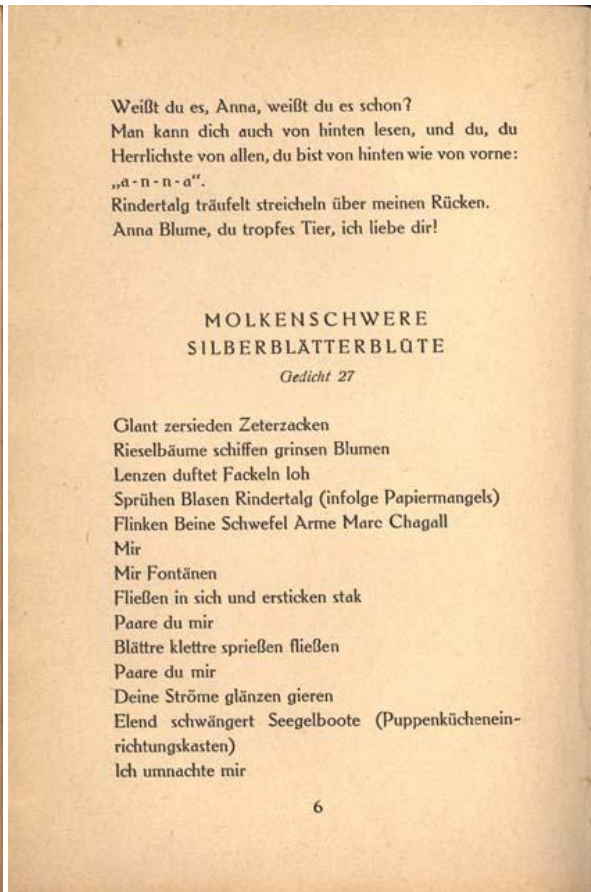 Weißt du es, Anna, weißt du es schon?
Man kann dich auch von hinten lesen, und du, du
Herrlichste von allen, du bist von hinten wie von vorne:
„a-n-n-a“.
Rindertalg träufelt streicheln über meinen Rücken.
Anna Blume, du tropfes Tier, ich liebe dir!
MOLKENSCHWERE
SILBERBLÄTTERBLÜTE
Gedicht 27
Glant zersieden Zeterzacken
Rieselbäume schiffen grinsen Blumen
Lenzen duftet Fackeln loh
Sprühen Blasen Rindertalg (infolge Papiermangels)
Flinken Beine Schwefel Arme Marc Chagall
Mir
Mir Fontänen
Fließen in sich und ersticken stak
Paare du mir
Blättre klettre sprießen fließen
Paare du mir
Deine Ströme glänzen gieren
Elend schwängert Seegelboote (Puppenküchenein-
richtungskasten)
Ich umnachte mir
6